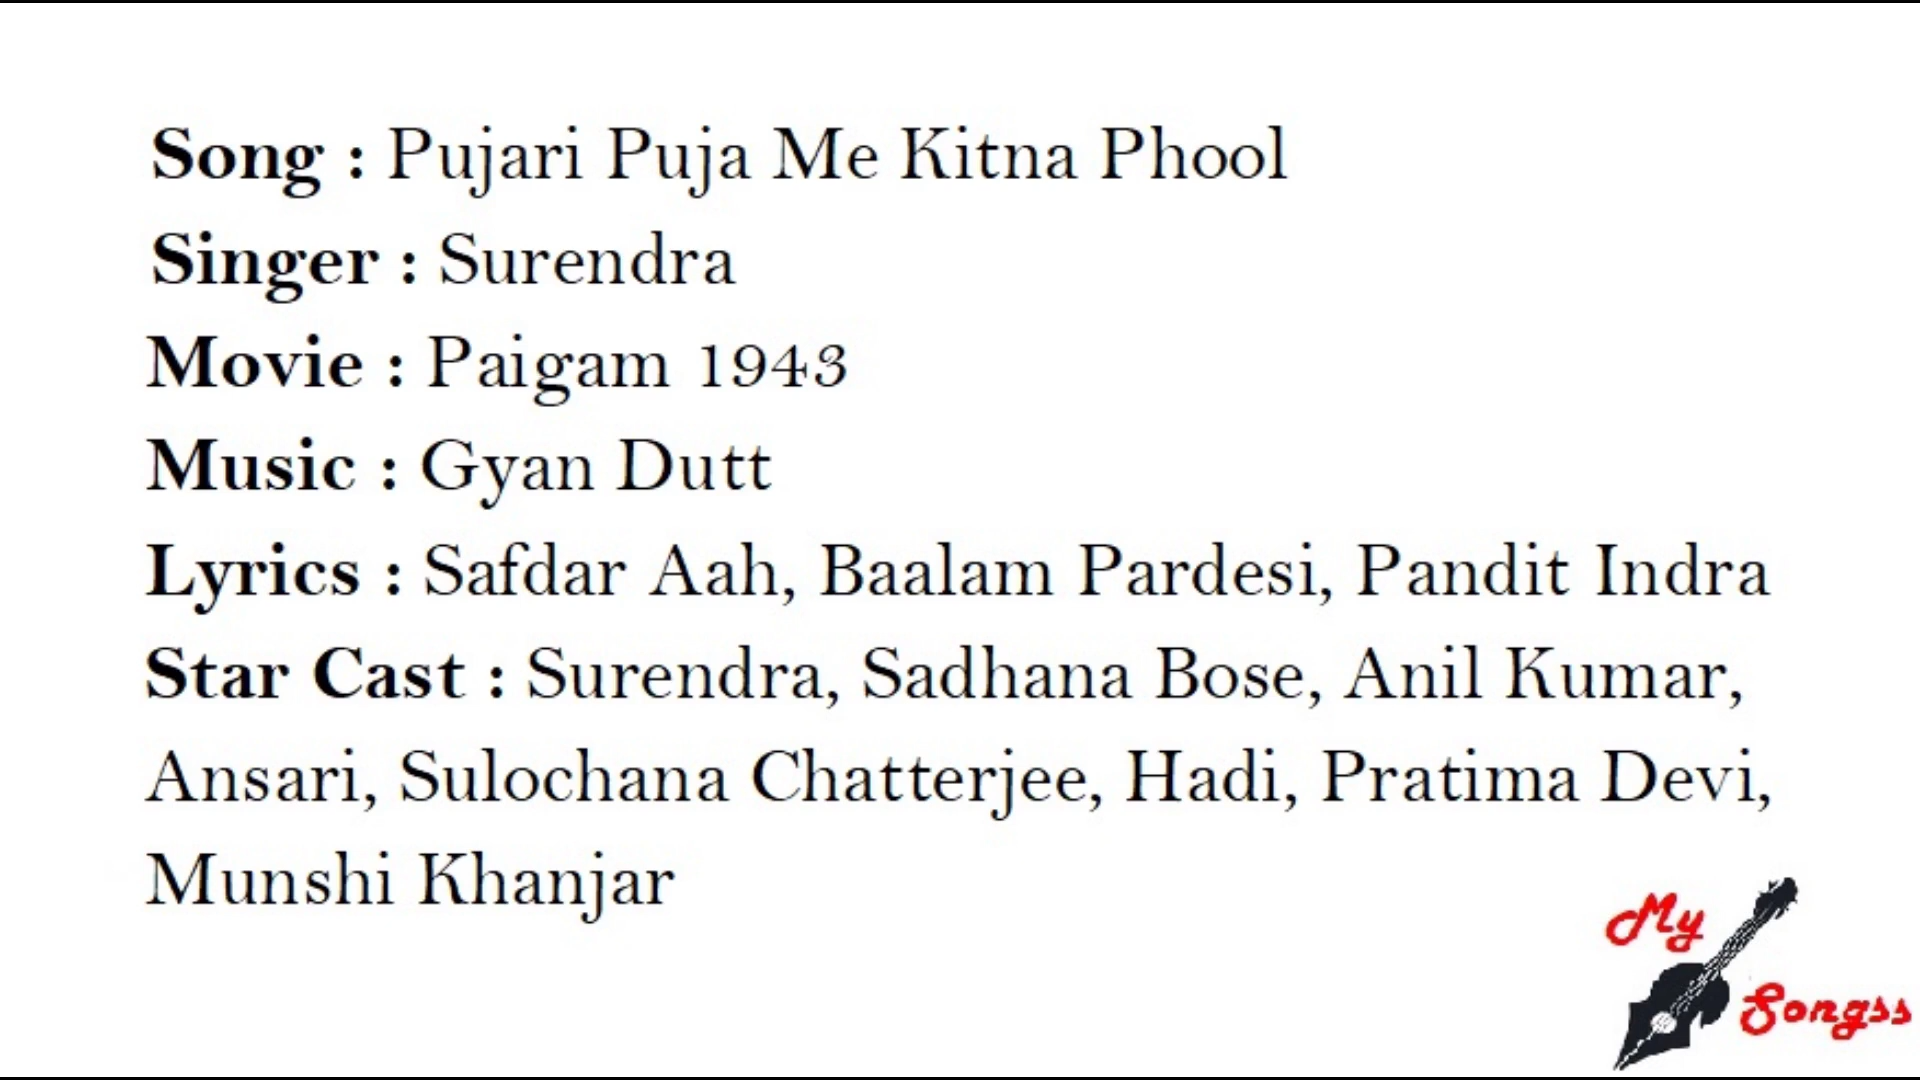 Song : Pujari Puja Me Kitna Phool
Singer : Surendra
Movie : Paigam 1943
Music : Gyan Dutt
Lyrics : Safdar Aah, Baalam Pardesi, Pandit Indra
Star Cast : Surendra, Sadhana Bose, Anil Kumar,
Ansari, Sulochana Chatterjee, Hadi, Pratima Devi,
Munshi Khanjar
My
Songss